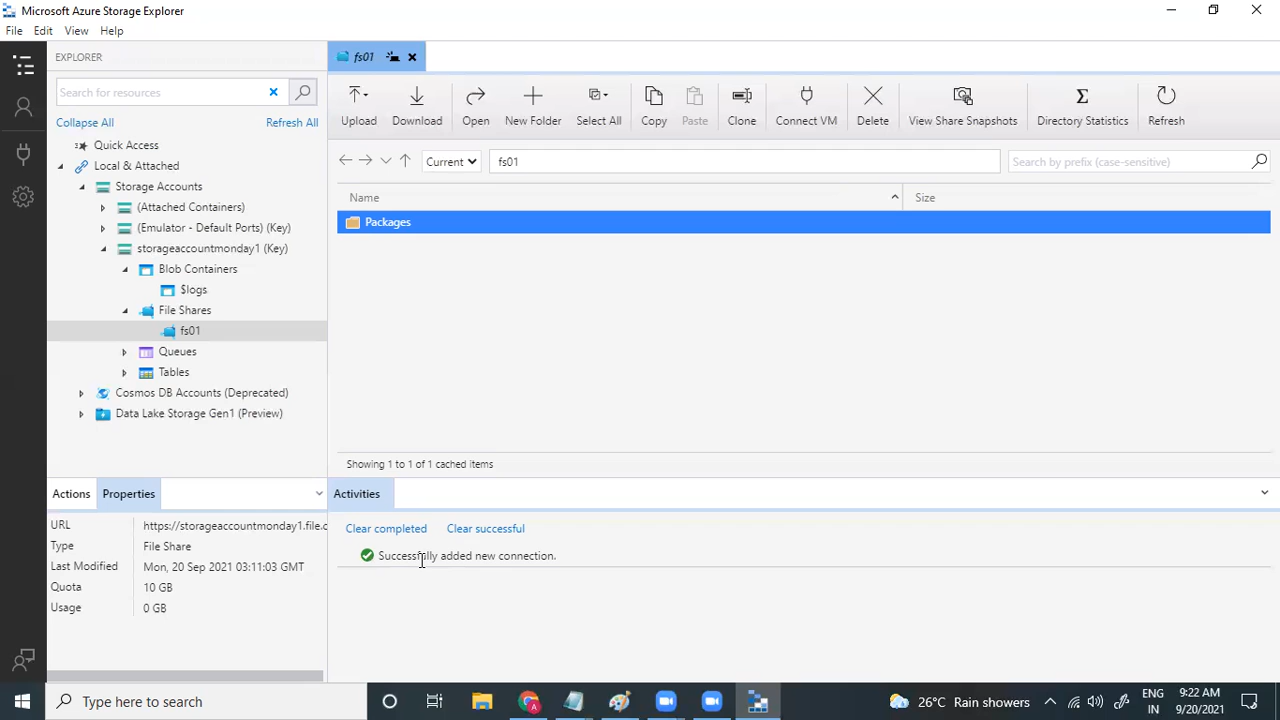 Microsoft Azure Storage Explorer
File Edit View Help
EXPLORER
Search for resources
Collapse All Refresh All
Quick Access
Local & Attached
Storage Accounts
(Attached Containers)
(Emulator - Default Ports) (Key)
storageaccountmonday1 (Key)
Blob Containers
$logs
File Shares
fs01
Queues
Tables
Cosmos DB Accounts (Deprecated)
Data Lake Storage Gen1 (Preview)
Actions Properties
URL https://storageaccountmonday1.file.c
Type File Share
Last Modified Mon, 20 Sep 2021 03:11:03 GMT
Quota 10 GB
Usage 0 GB
fs01
Upload Download Open New Folder Select All Copy Paste Clone Connect VM Delete View Share Snapshots Directory Statistics Refresh
Current fs01 Search by prefix (case-sensitive)
Name Size
Packages
Showing 1 to 1 of 1 cached items
Activities
Clear completed Clear successful
Successfully added new connection.
Type here to search
26°C Rain showers
ENG
IN
9:22 AM
9/20/2021